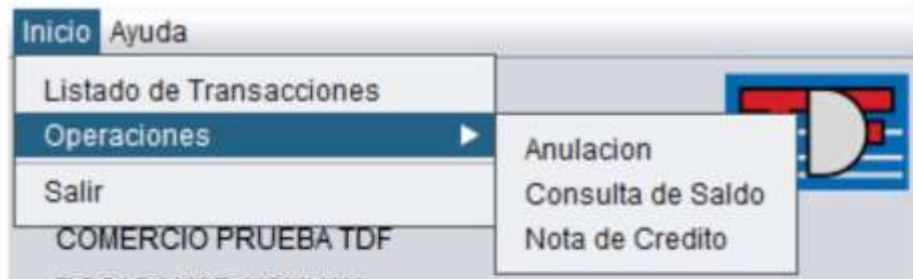 Inicio Ayuda
Listado de Transacciones
Operaciones
Anulacion
Consulta de Saldo
Nota de Credito
Salir
COMERCIO PRUEBA TDF